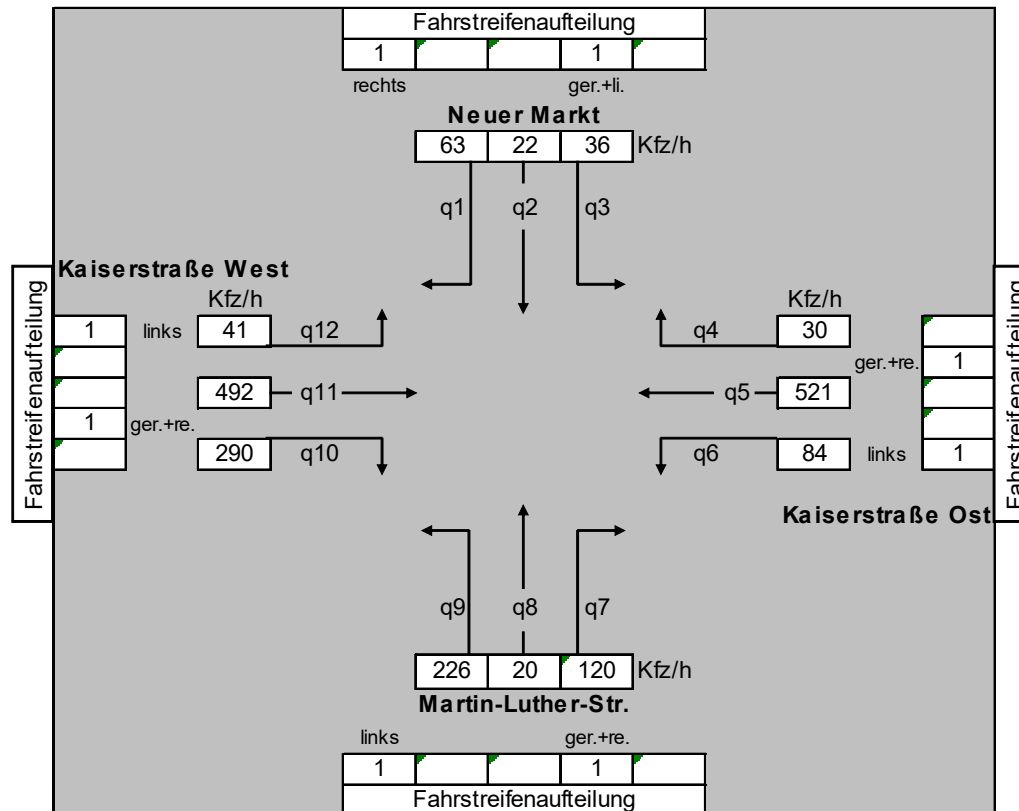 Fahrstreifenaufteilung
1 1
rechts ger.+li.
Neuer Markt
63 22 36 Kfz/h
q1 q2 q3
Kaiserstraße West
Fahrstreifenaufteilung
Kfz/h Kfz/h
1 links 41 q12 q4 30
ger.+re. 1
492 q11 q5 521
1 ger.+re.
290 q10 q6 84 links 1
Fahrstreifenaufteilung
Kaiserstraße Ost
q9 q8 q7
226 20 120 Kfz/h
Martin-Luther-Str.
links ger.+re.
1 1
Fahrstreifenaufteilung